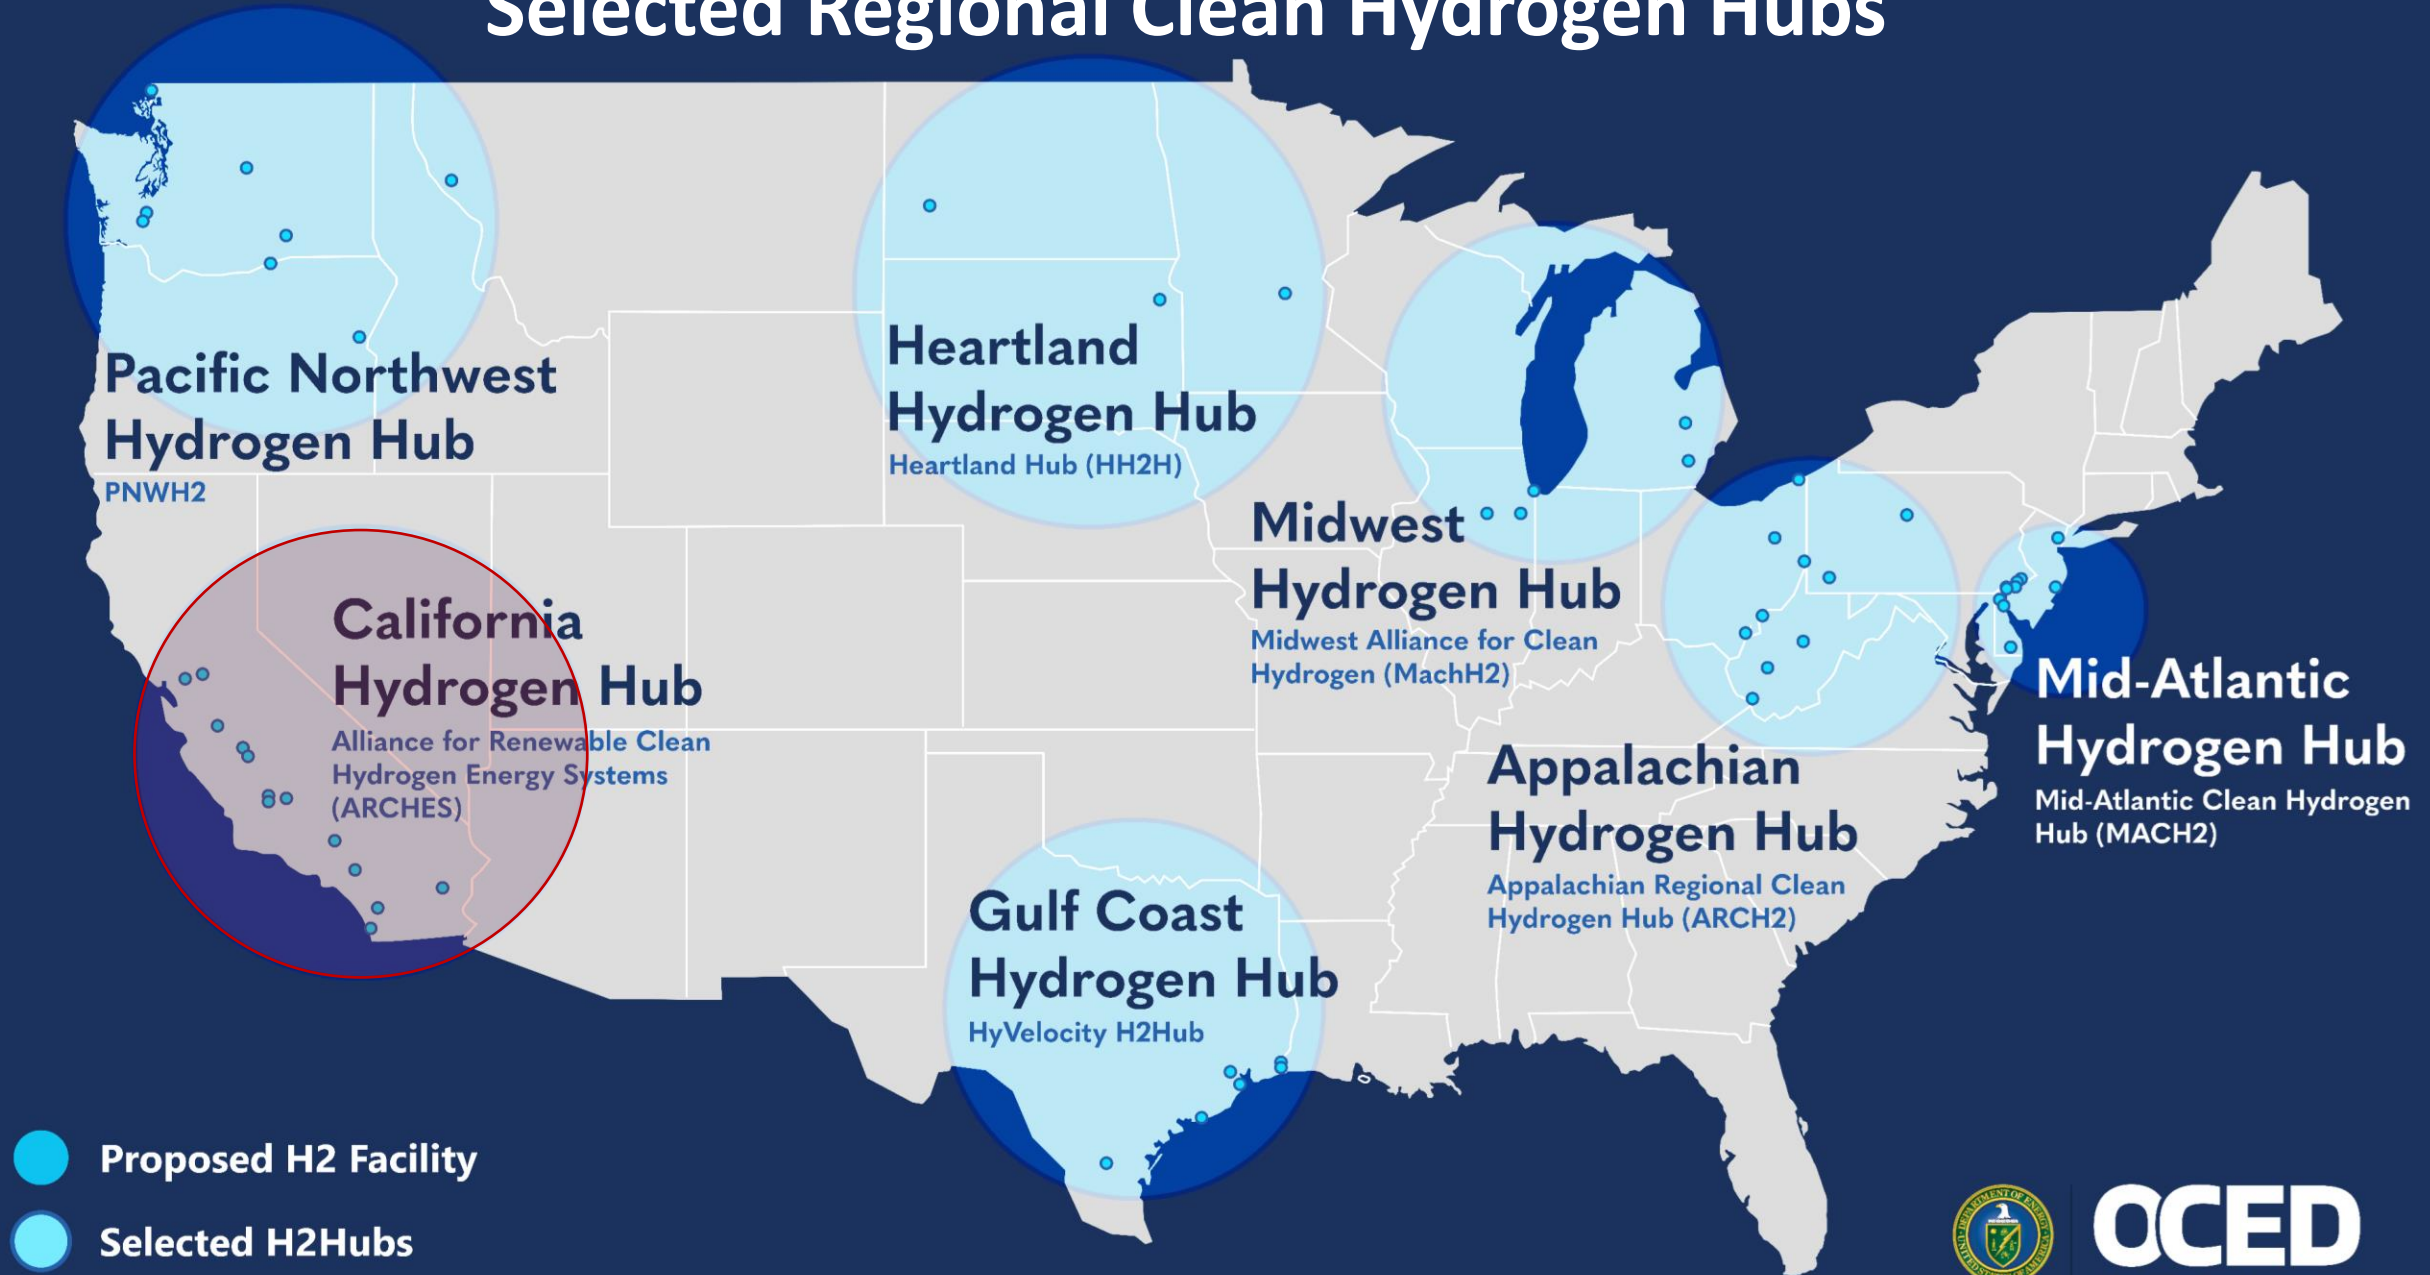 Selected Regional Clean Hydrogen Hubs
Pacific Northwest
Hydrogen Hub
PNWH2
Heartland
Hydrogen Hub
Heartland Hub (HH2H)
Midwest
Hydrogen Hub
Midwest Alliance for Clean
Hydrogen (MachH2)
California
Hydrogen Hub
Alliance for Renewable Clean
Hydrogen Energy Systems
(ARCHES)
Mid-Atlantic
Hydrogen Hub
Mid-Atlantic Clean Hydrogen
Hub (MACH2)
Appalachian
Hydrogen Hub
Appalachian Regional Clean
Hydrogen Hub (ARCH2)
Gulf Coast
Hydrogen Hub
HyVelocity H2Hub
Proposed H2 Facility
Selected H2Hubs
OCED